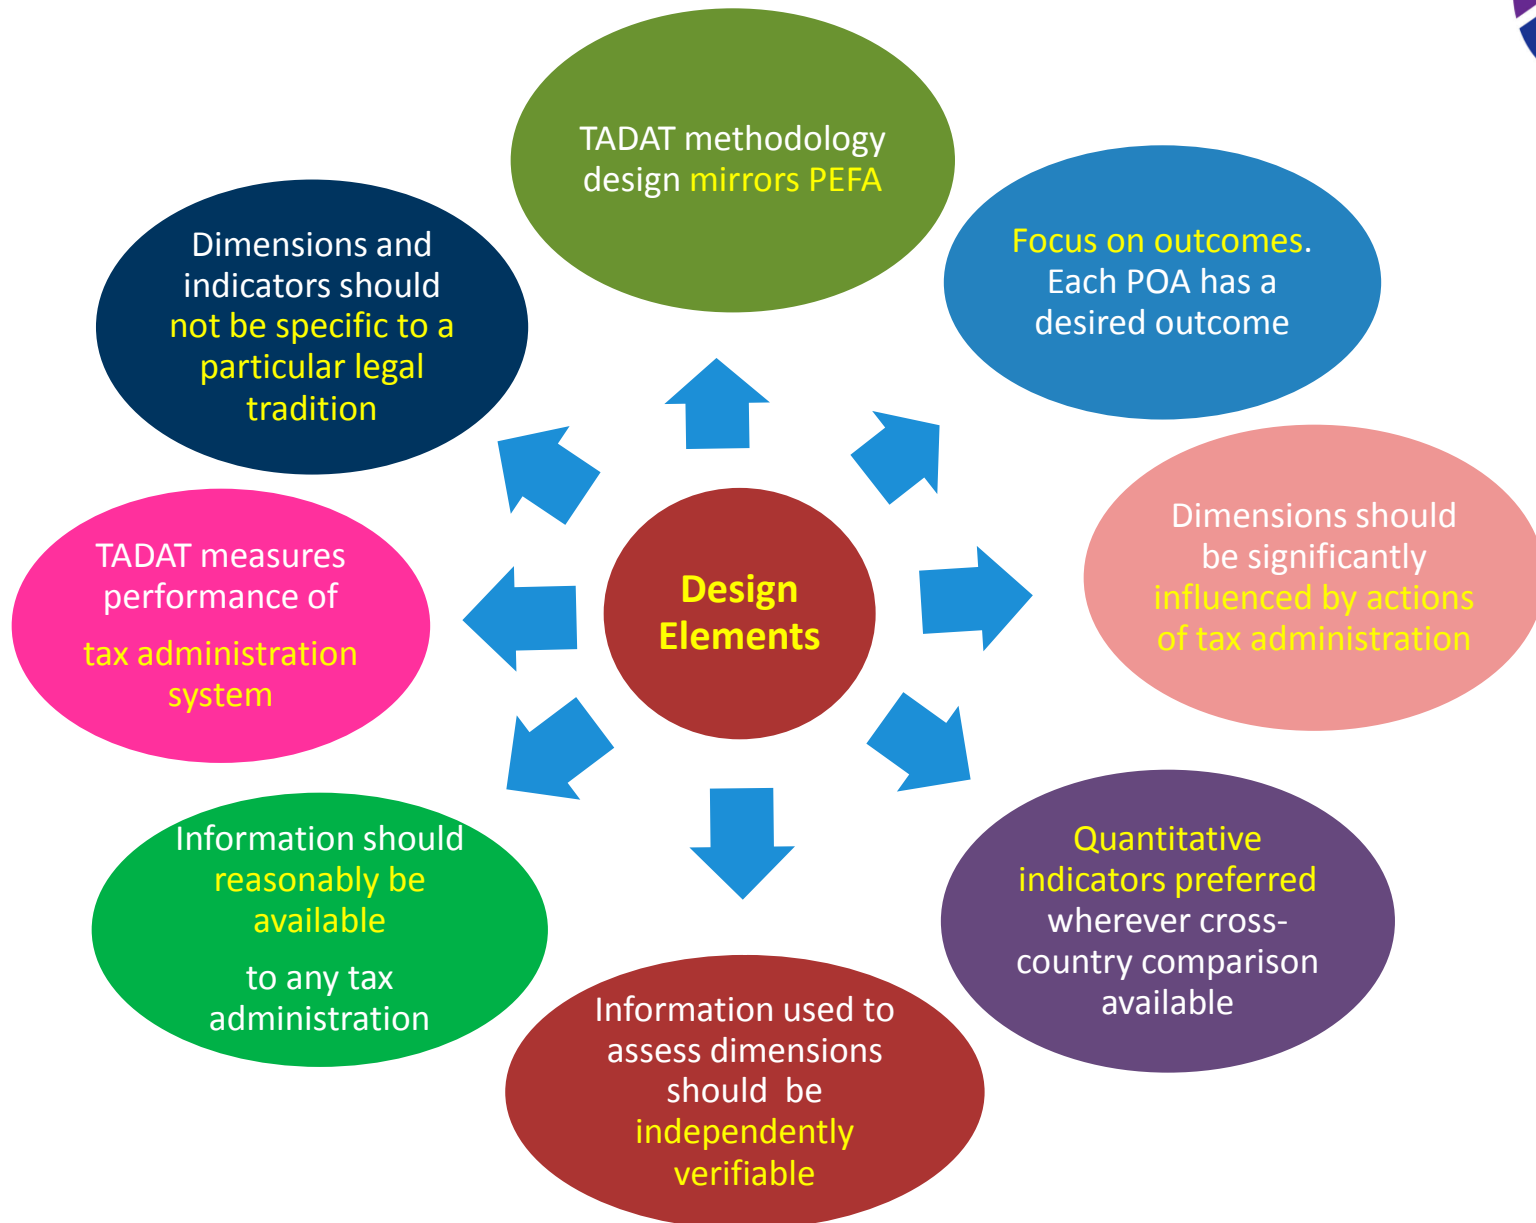 TADAT methodology
design mirrors PEFA
Focus on outcomes.
Each POA has a
desired outcome
Dimensions should
be significantly
influenced by actions
of tax administration
Quantitative
indicators preferred
wherever cross-
country comparison
available
Information used to
assess dimensions
should be
independently
verifiable
Information should
reasonably be
available
to any tax
administration
TADAT measures
performance of
tax administration
system
Dimensions and
indicators should
not be specific to a
particular legal
tradition
Design
Elements